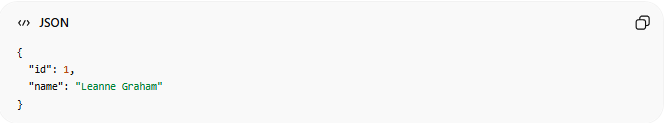 </> JSON
{
  "id": 1,
  "name": "Leanne Graham"
}